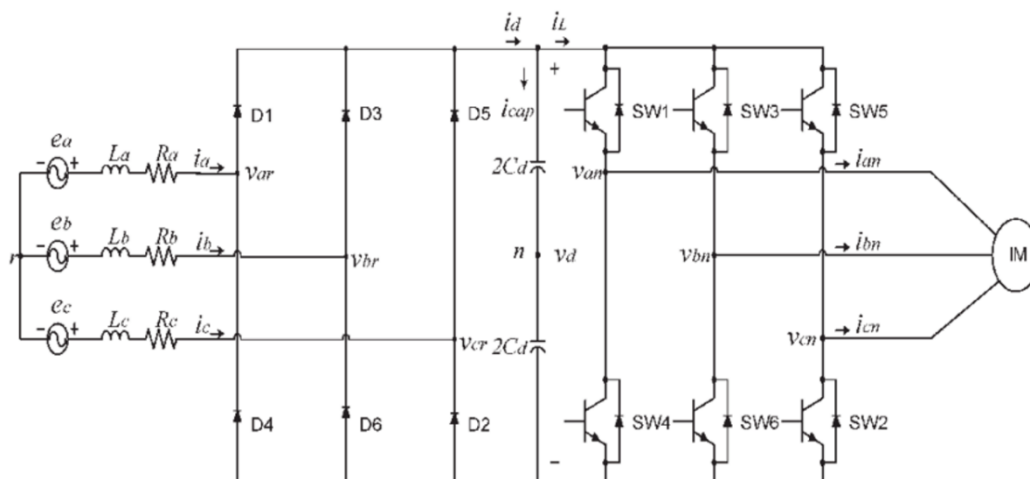 id iL
+
D1 D3 D5 icap SW1 SW3 SW5
ea
- + La Ra ia var 2Cd van ian
eb
- + Lb Rb ib
r vbr n vd vbn ibn IM
ec
- + Lc Rc ic
vcr 2Cd vcn icn
D4 D6 D2 SW4 SW6 SW2
-